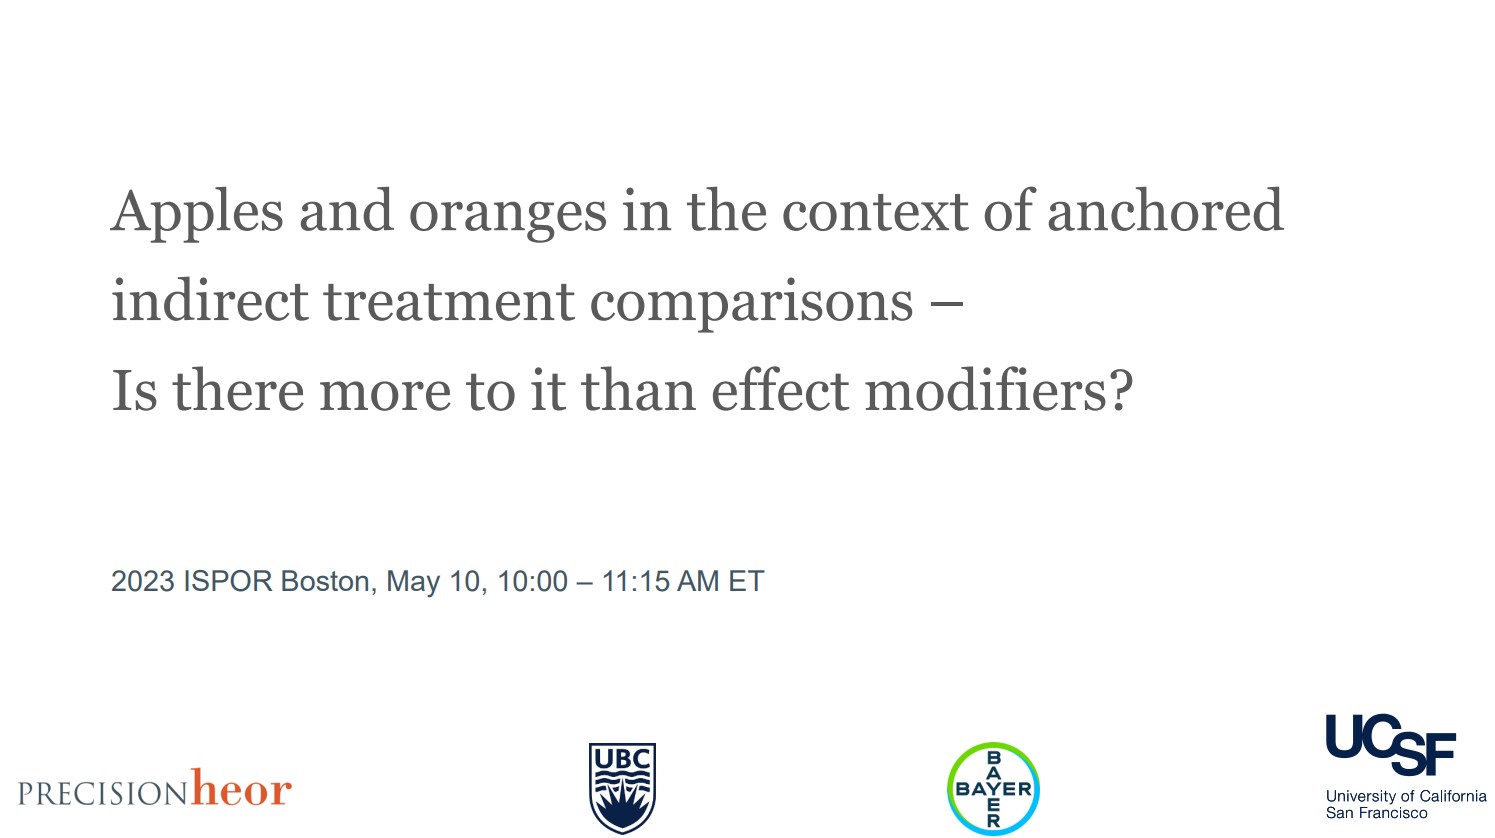 Apples and oranges in the context of anchored
indirect treatment comparisons –
Is there more to it than effect modifiers?
2023 ISPOR Boston, May 10, 10:00 – 11:15 AM ET
PRECISIONheor
UBC
BAYER
BAYER
UCSF
University of California
San Francisco